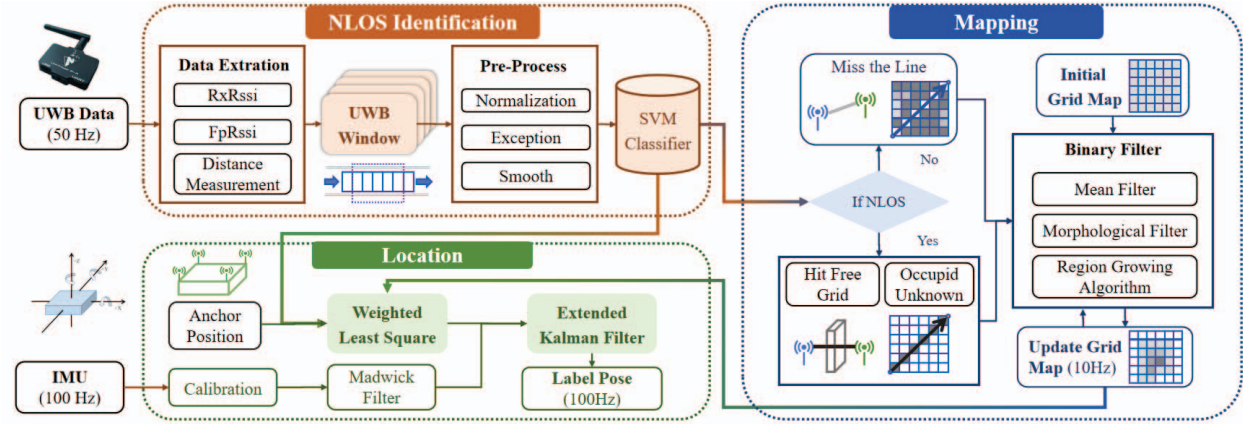 NLOS Identification
UWB Data
(50 Hz)
Data Extration
RxRssi
FpRssi
Distance
Measurement
UWB
Window
Pre-Process
Normalization
Exception
Smooth
SVM
Classifier
Mapping
Miss the Line
No
If NLOS
Yes
Hit Free
Grid
Occupid
Unknown
Initial
Grid Map
Binary Filter
Mean Filter
Morphological Filter
Region Growing
Algorithm
Update Grid
Map (10Hz)
Location
Anchor
Position
Weighted
Least Square
Extended
Kalman Filter
IMU
(100 Hz)
Calibration
Madwick
Filter
Label Pose
(100Hz)